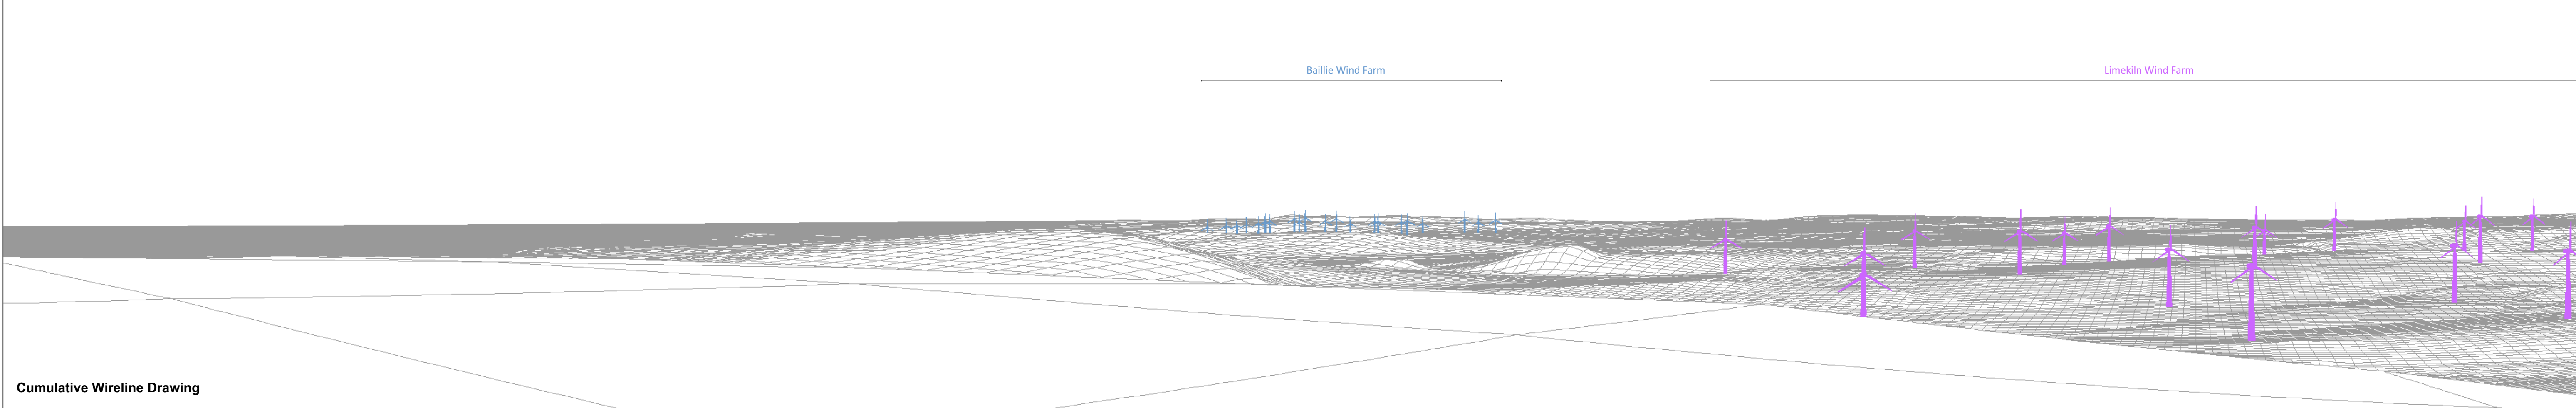 Baillie Wind Farm
Limekiln Wind Farm
Cumulative Wireline Drawing